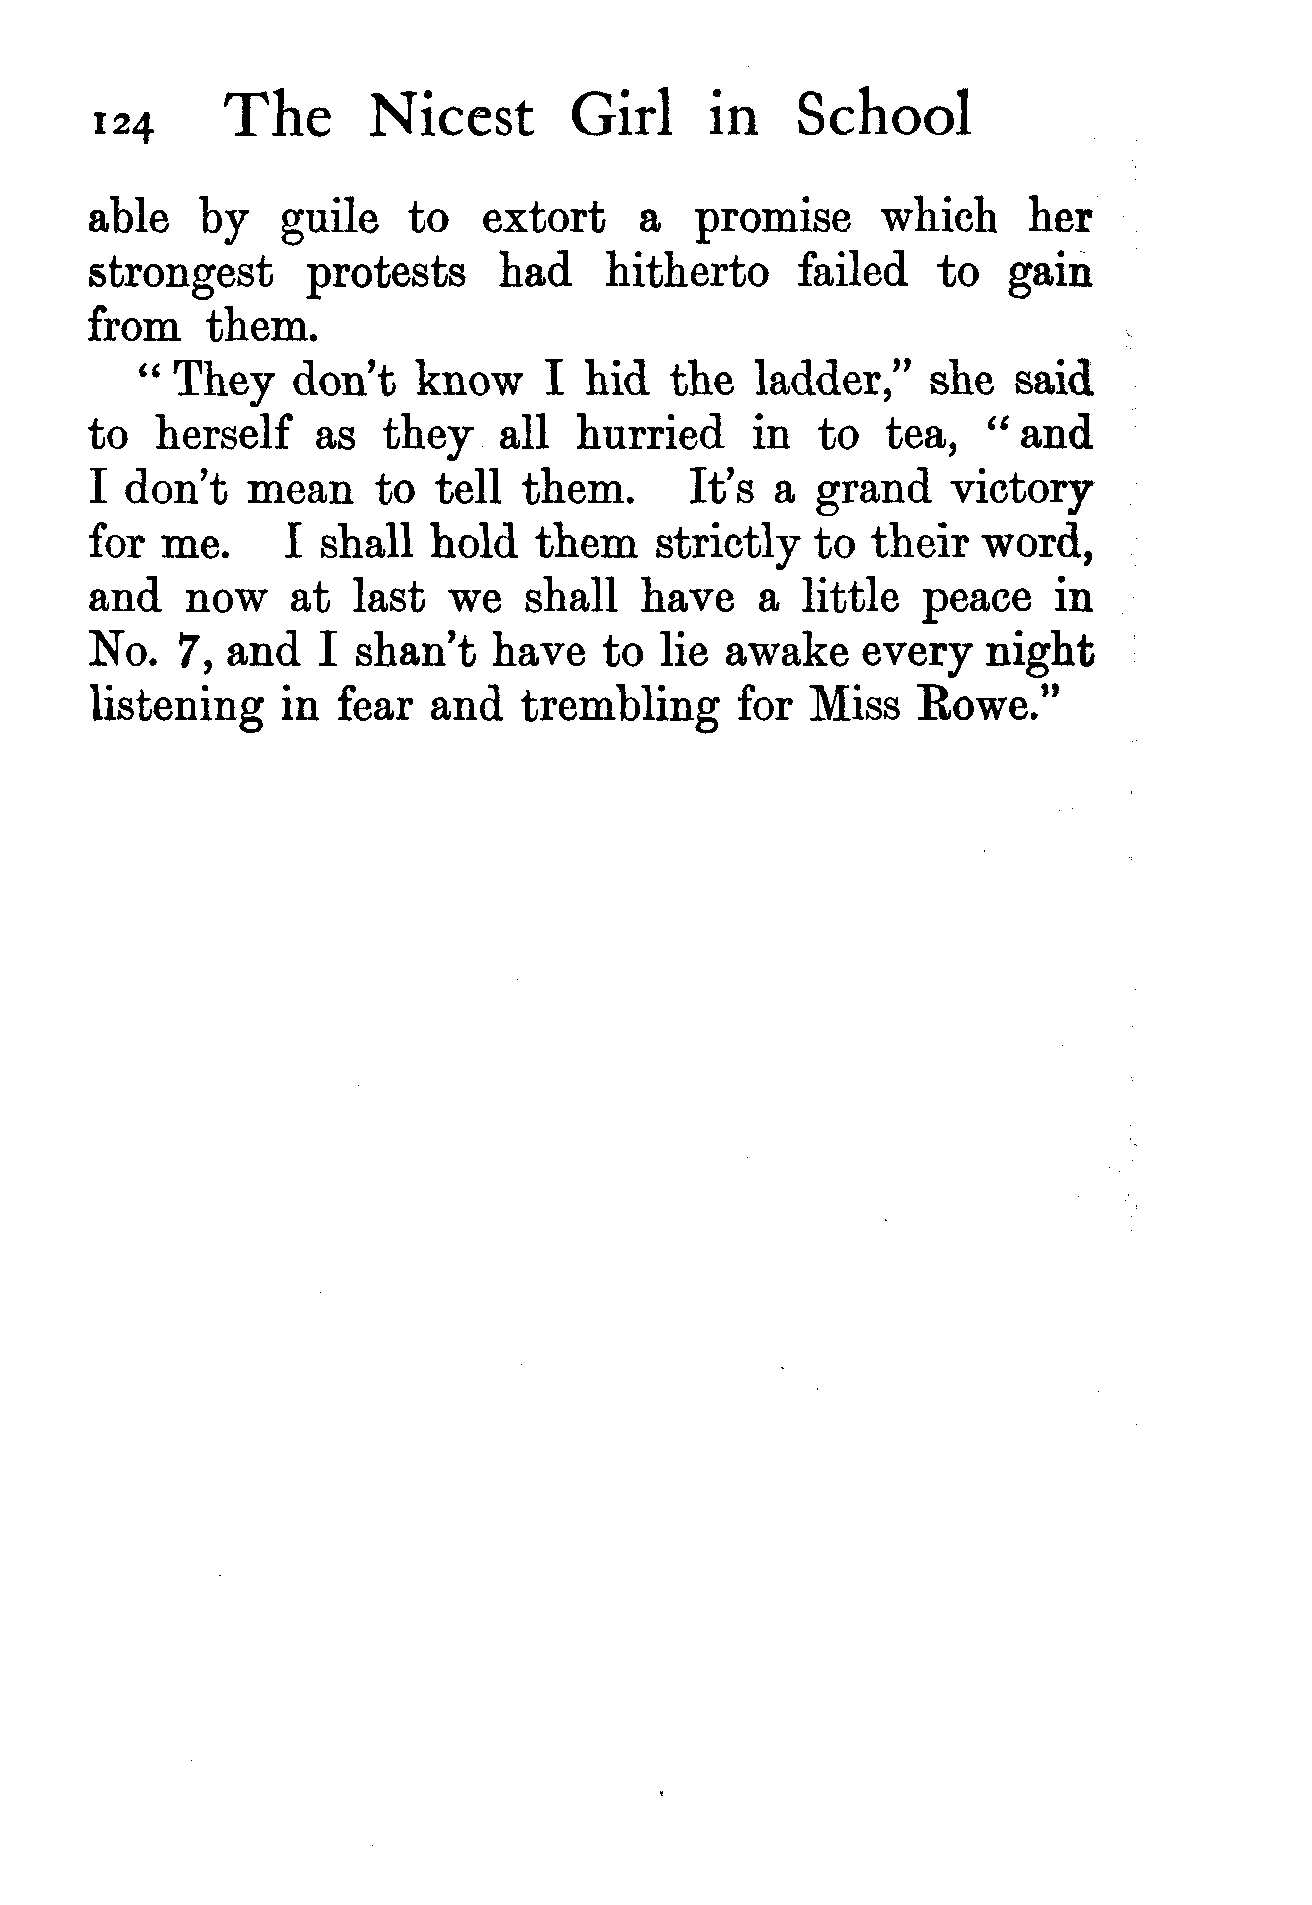 124 The Nicest Girl in School
able by guile to extort a promise which her
strongest protests had hitherto failed to gain
from them.
“They don't know I hid the ladder,” she said
to herself as they all hurried in to tea, “and
I don't mean to tell them. It's a grand victory
for me. I shall hold them strictly to their word,
and now at last we shall have a little peace in
No. 7, and I shan't have to lie awake every night
listening in fear and trembling for Miss Rowe.”